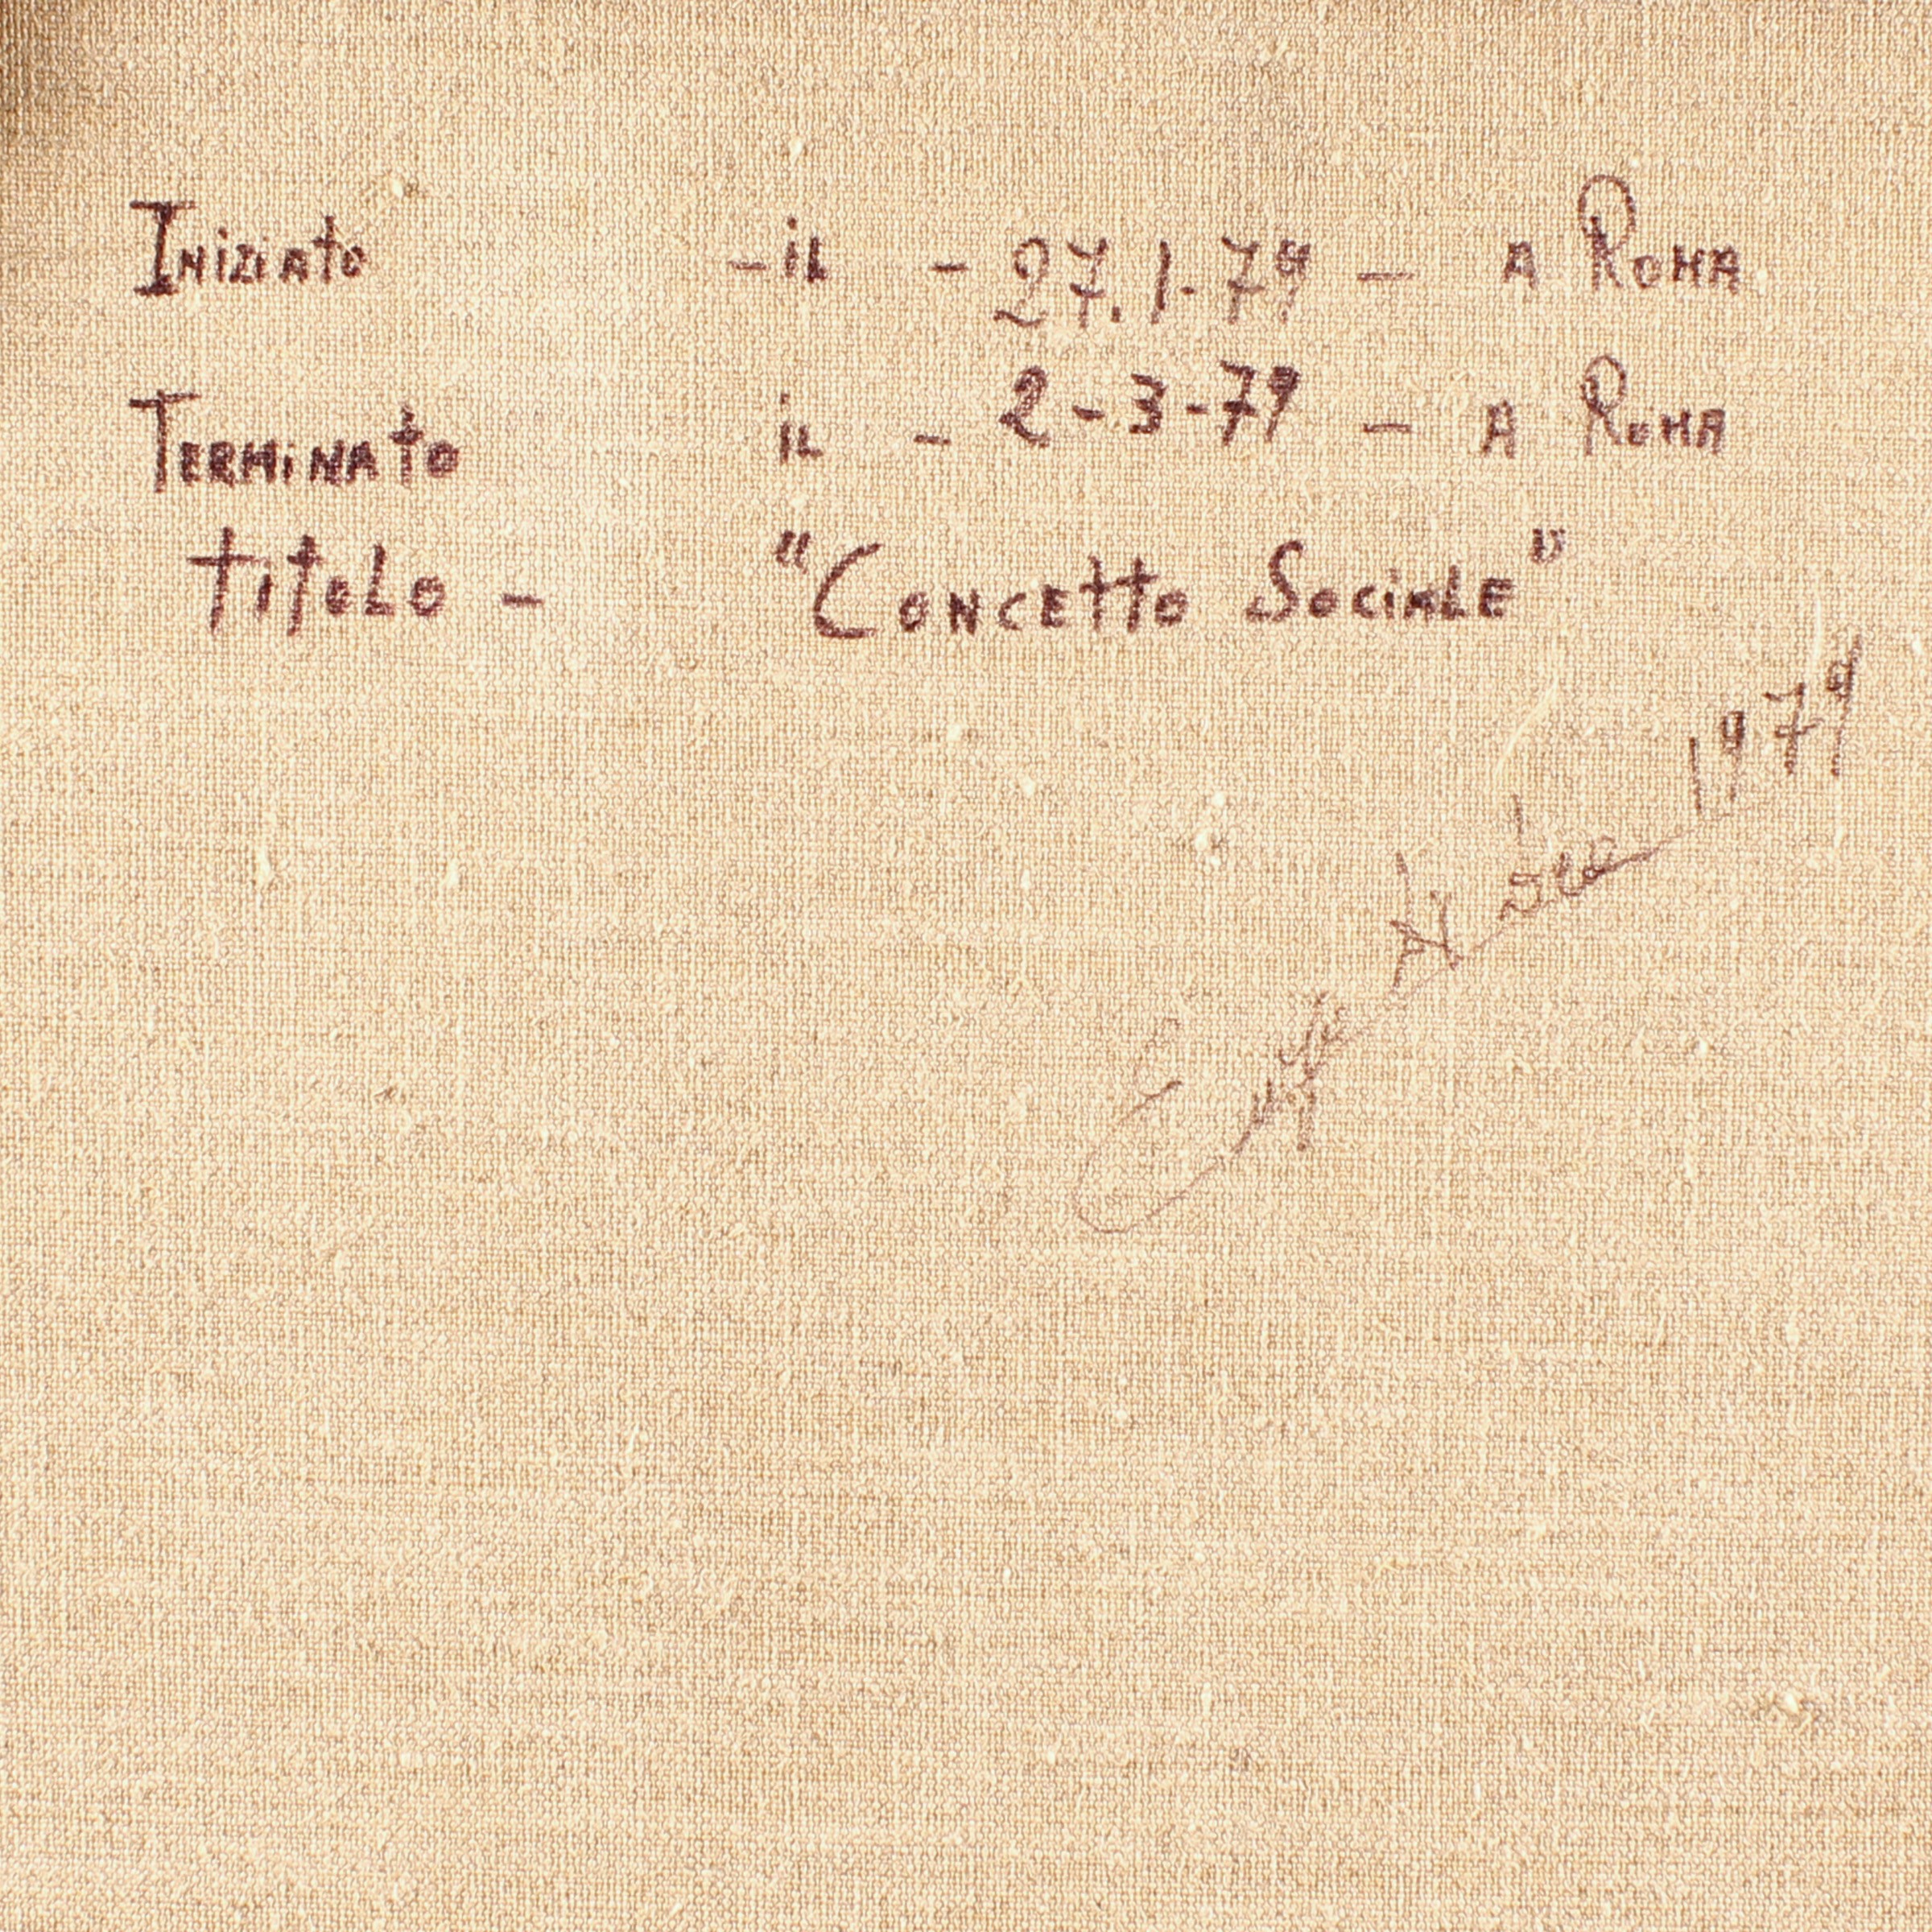 INIZIATO - iL - 27.1-79 - A ROMA
TERMINATO iL - 2-3-79 - A ROMA
TITOLO - "CONCETTO SOCIALE"
1979